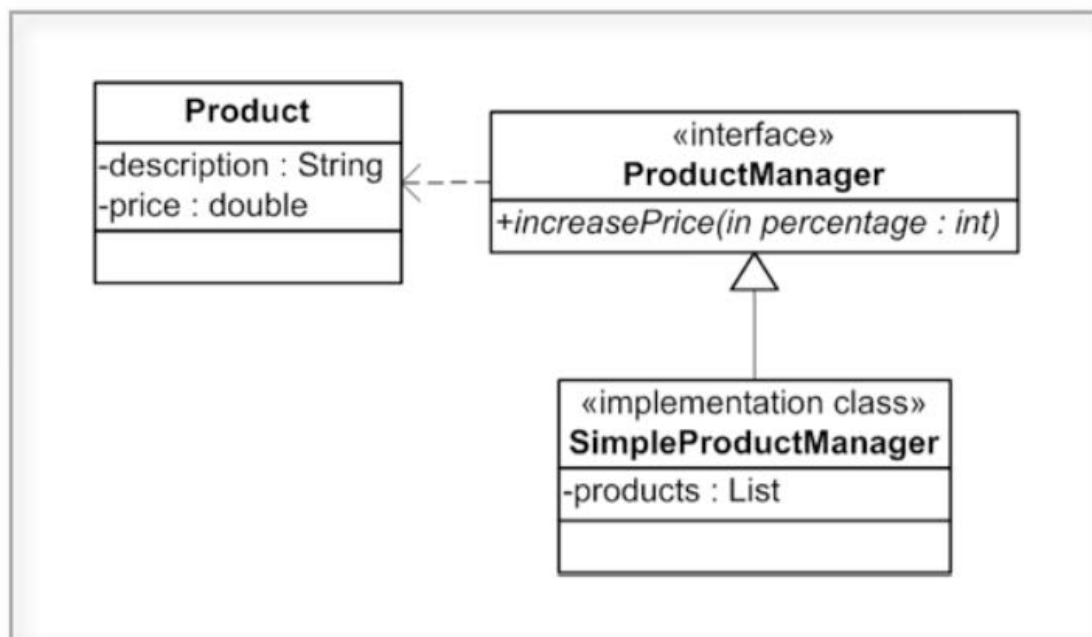 Product
-description : String
-price : double
«interface»
ProductManager
+increasePrice(in percentage : int)
«implementation class»
SimpleProductManager
-products : List